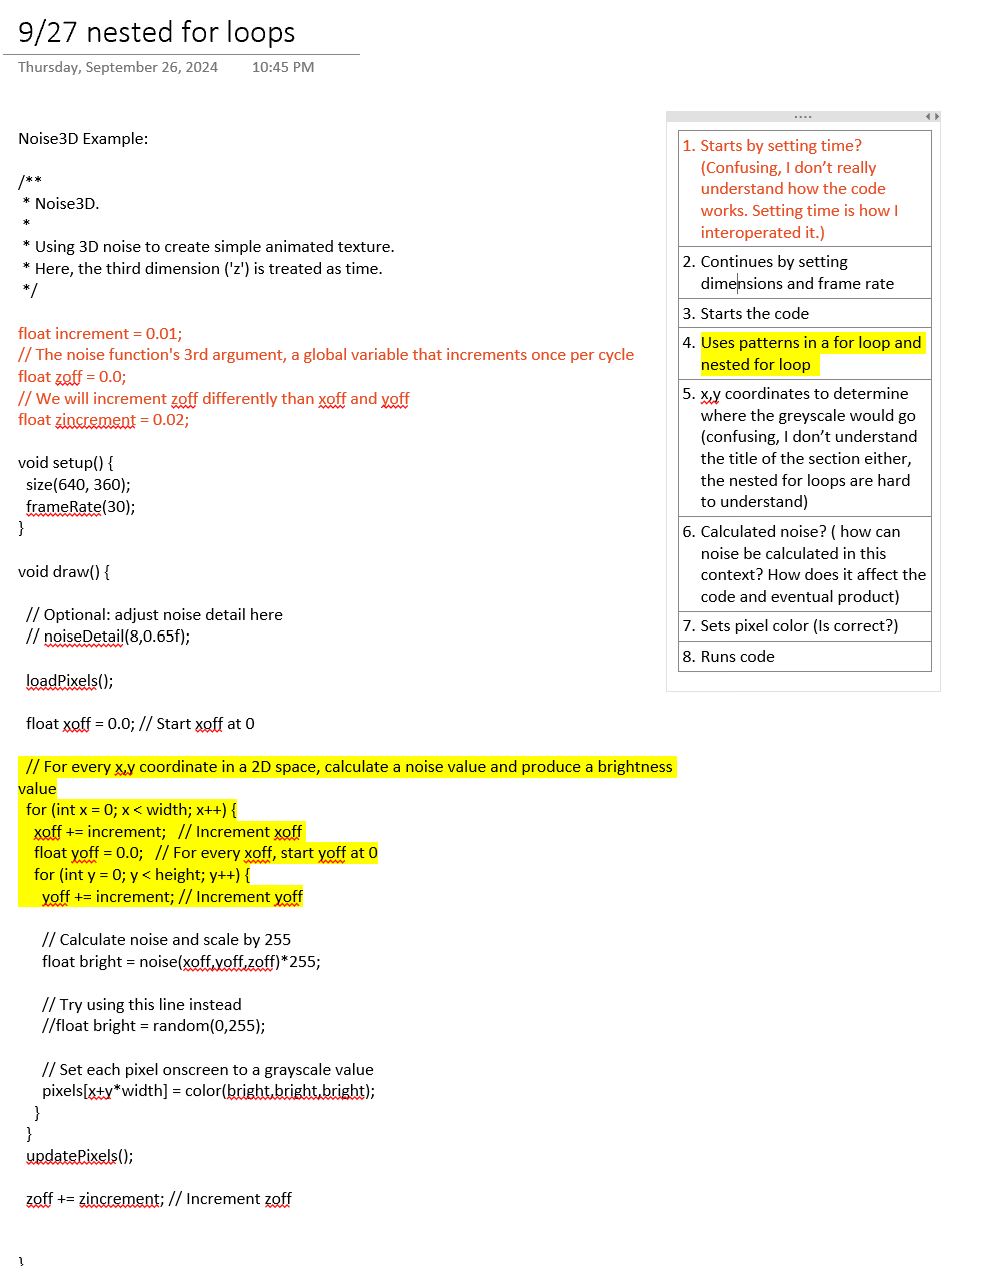 9/27 nested for loops
Thursday, September 26, 2024 10:45 PM
Noise3D Example:
/**
* Noise3D.
*
* Using 3D noise to create simple animated texture.
* Here, the third dimension ('z') is treated as time.
*/
float increment = 0.01;
// The noise function's 3rd argument, a global variable that increments once per cycle
float zoff = 0.0;
// We will increment zoff differently than xoff and yoff
float zincrement = 0.02;
void setup() {
size(640, 360);
frameRate(30);
}
void draw() {
// Optional: adjust noise detail here
// noiseDetail(8,0.65f);
loadPixels();
float xoff = 0.0; // Start xoff at 0
// For every x,y coordinate in a 2D space, calculate a noise value and produce a brightness
value
for (int x = 0; x < width; x++) {
xoff += increment; // Increment xoff
float yoff = 0.0; // For every xoff, start yoff at 0
for (int y = 0; y < height; y++) {
yoff += increment; // Increment yoff
// Calculate noise and scale by 255
float bright = noise(xoff,yoff,zoff)*255;
// Try using this line instead
//float bright = random(0,255);
// Set each pixel onscreen to a grayscale value
pixels[x+y*width] = color(bright,bright,bright);
}
}
updatePixels();
zoff += zincrement; // Increment zoff
}
1. Starts by setting time?
(Confusing, I don't really
understand how the code
works. Setting time is how I
interoperated it.)
2. Continues by setting
dimensions and frame rate
3. Starts the code
4. Uses patterns in a for loop and
nested for loop
5. x,y coordinates to determine
where the greyscale would go
(confusing, I don't understand
the title of the section either,
the nested for loops are hard
to understand)
6. Calculated noise? ( how can
noise be calculated in this
context? How does it affect the
code and eventual product)
7. Sets pixel color (Is correct?)
8. Runs code